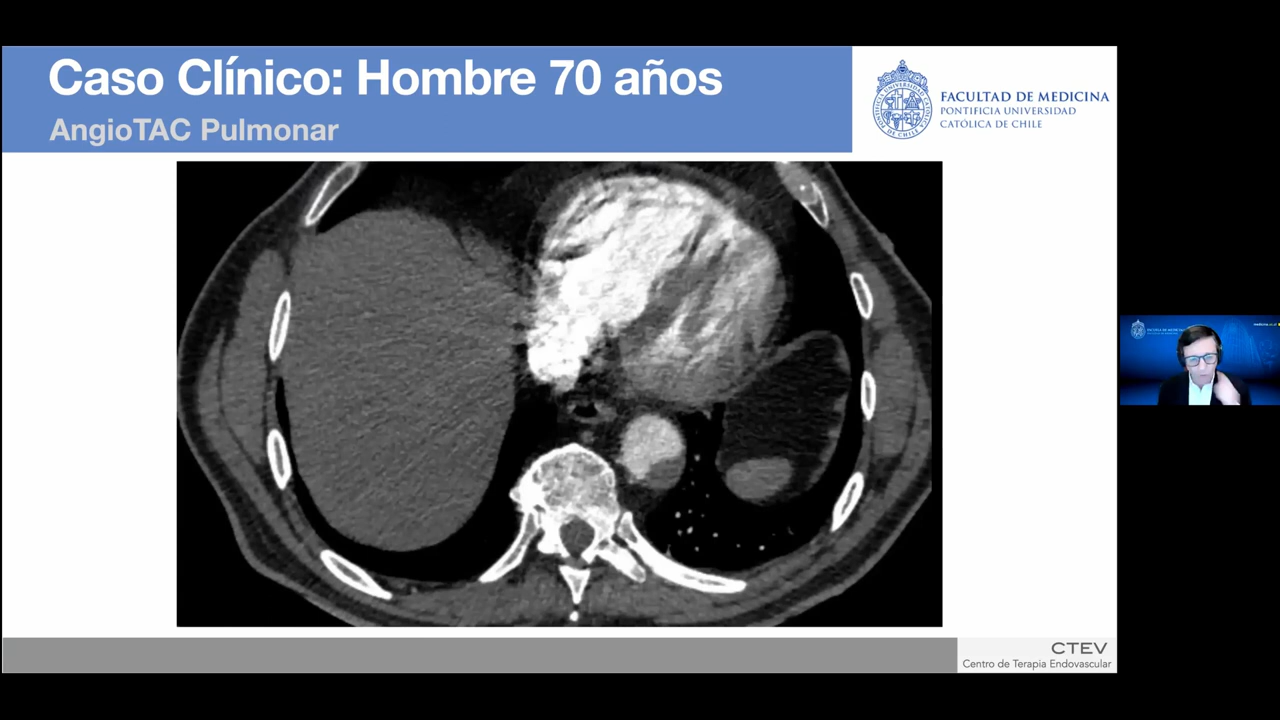 Caso Clínico: Hombre 70 años
AngioTAC Pulmonar
FACULTAD DE MEDICINA
PONTIFICIA UNIVERSIDAD
CATÓLICA DE CHILE
CTEV
Centro de Terapia Endovascular